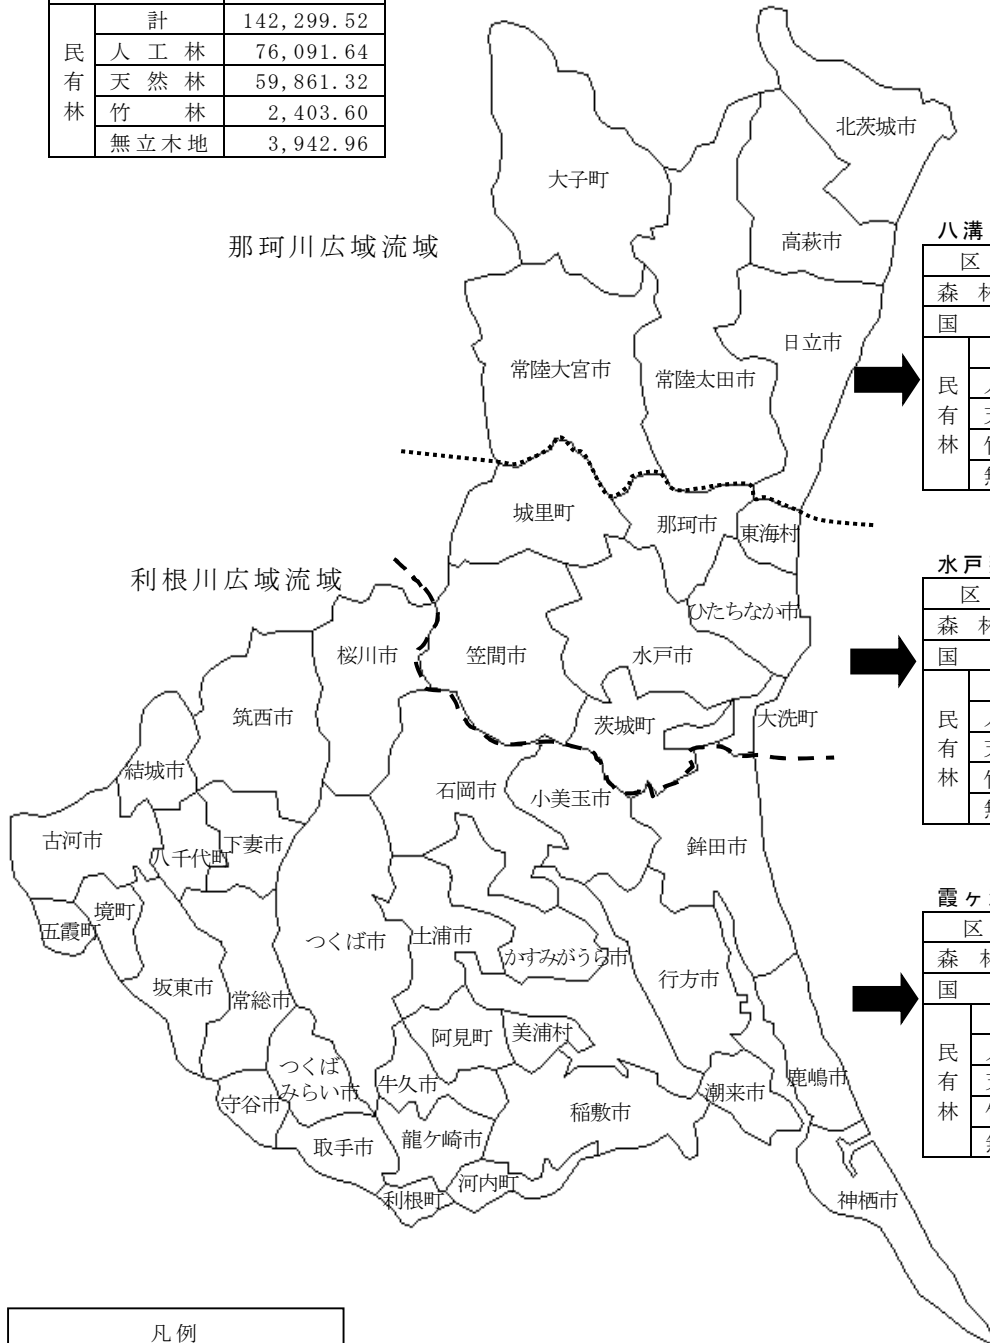 計 142,299.52
民有林
人工林 76,091.64
天然林 59,861.32
竹林 2,403.60
無立木地 3,942.96
北茨城市
大子町
高萩市
那珂川広域流域
八溝
区
森林
国
民有林
日立市
常陸大宮市
常陸太田市
城里町
那珂市
東海村
利根川広域流域
ひたちなか市
水戸
区
森林
国
民有林
桜川市
笠間市
水戸市
筑西市
茨城町
大洗町
結城市
石岡市
小美玉市
古河市
八千代町
下妻市
鉾田市
霞ヶ
区
森林
国
民有林
境町
五霞町
つくば市
土浦市
かすみがうら市
行方市
坂東市
常総市
阿見町
美浦村
つくば
みらい市
牛久市
鹿嶋市
潮来市
守谷市
稲敷市
取手市
龍ケ崎市
河内町
利根町
神栖市
凡例